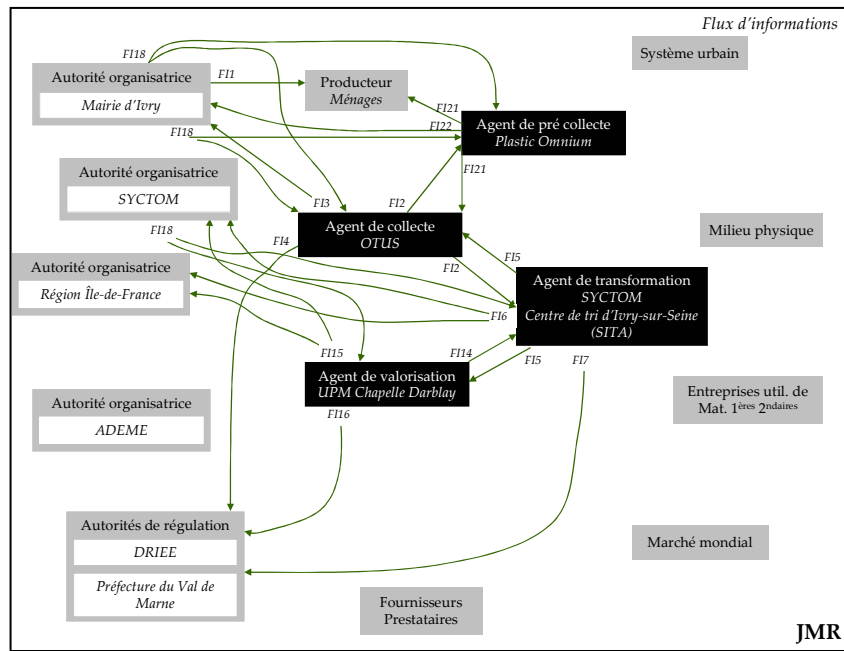 Flux d'informations
FI18
Système urbain
Autorité organisatrice
Mairie d'Ivry
FI1
Producteur
Ménages
FI21
FI22
Agent de pré collecte
Plastic Omnium
FI18
FI21
Autorité organisatrice
SYCTOM
FI3
FI2
FI18
FI4
Agent de collecte
OTUS
Milieu physique
FI5
FI2
Autorité organisatrice
Région Île-de-France
Agent de transformation
SYCTOM
Centre de tri d'Ivry-sur-Seine
(SITA)
FI6
FI15
FI14
FI5
FI7
Agent de valorisation
UPM Chapelle Darblay
FI16
Entreprises util. de
Mat. 1ères 2ndaires
Autorité organisatrice
ADEME
Autorités de régulation
DRIEE
Préfecture du Val de
Marne
Marché mondial
Fournisseurs
Prestataires
JMR